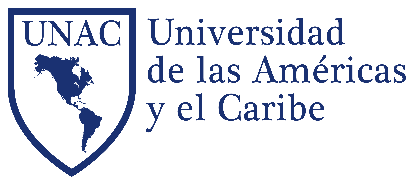 UNAC
Universidad
de las Américas
y el Caribe